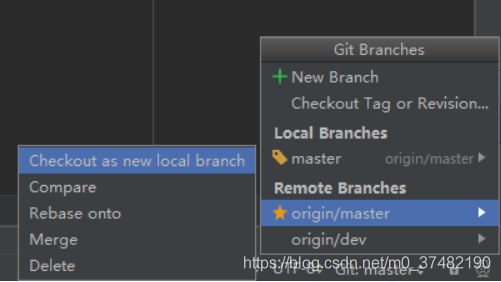 Git Branches
New Branch
Checkout Tag or Revision...
Local Branches
master origin/master
Remote Branches
origin/master
origin/dev
Checkout as new local branch
Compare
Rebase onto
Merge
Delete
https://blog.csdn.net/m0_37482190
UTF-8 Git: master